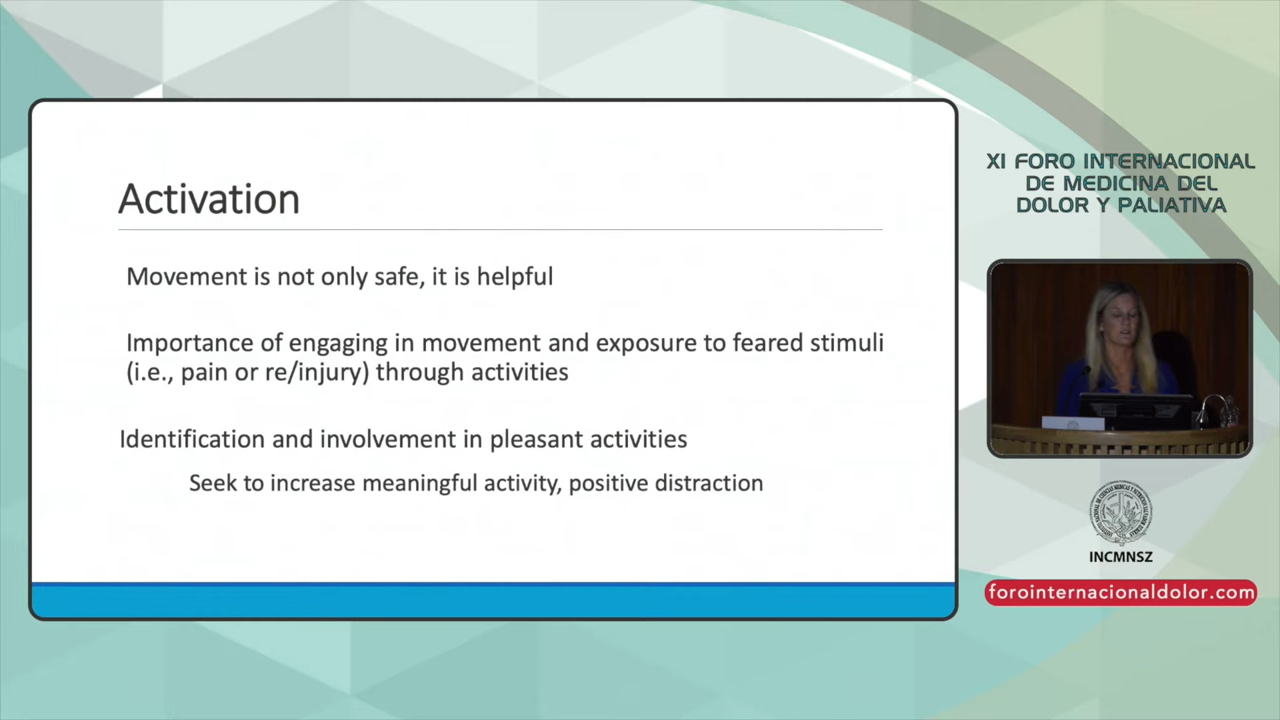 Activation
Movement is not only safe, it is helpful
Importance of engaging in movement and exposure to feared stimuli
(i.e., pain or re/injury) through activities
Identification and involvement in pleasant activities
Seek to increase meaningful activity, positive distraction
XI FORO INTERNACIONAL
DE MEDICINA DEL
DOLOR Y PALIATIVA
INCMNSZ
forointernacionaldolor.com